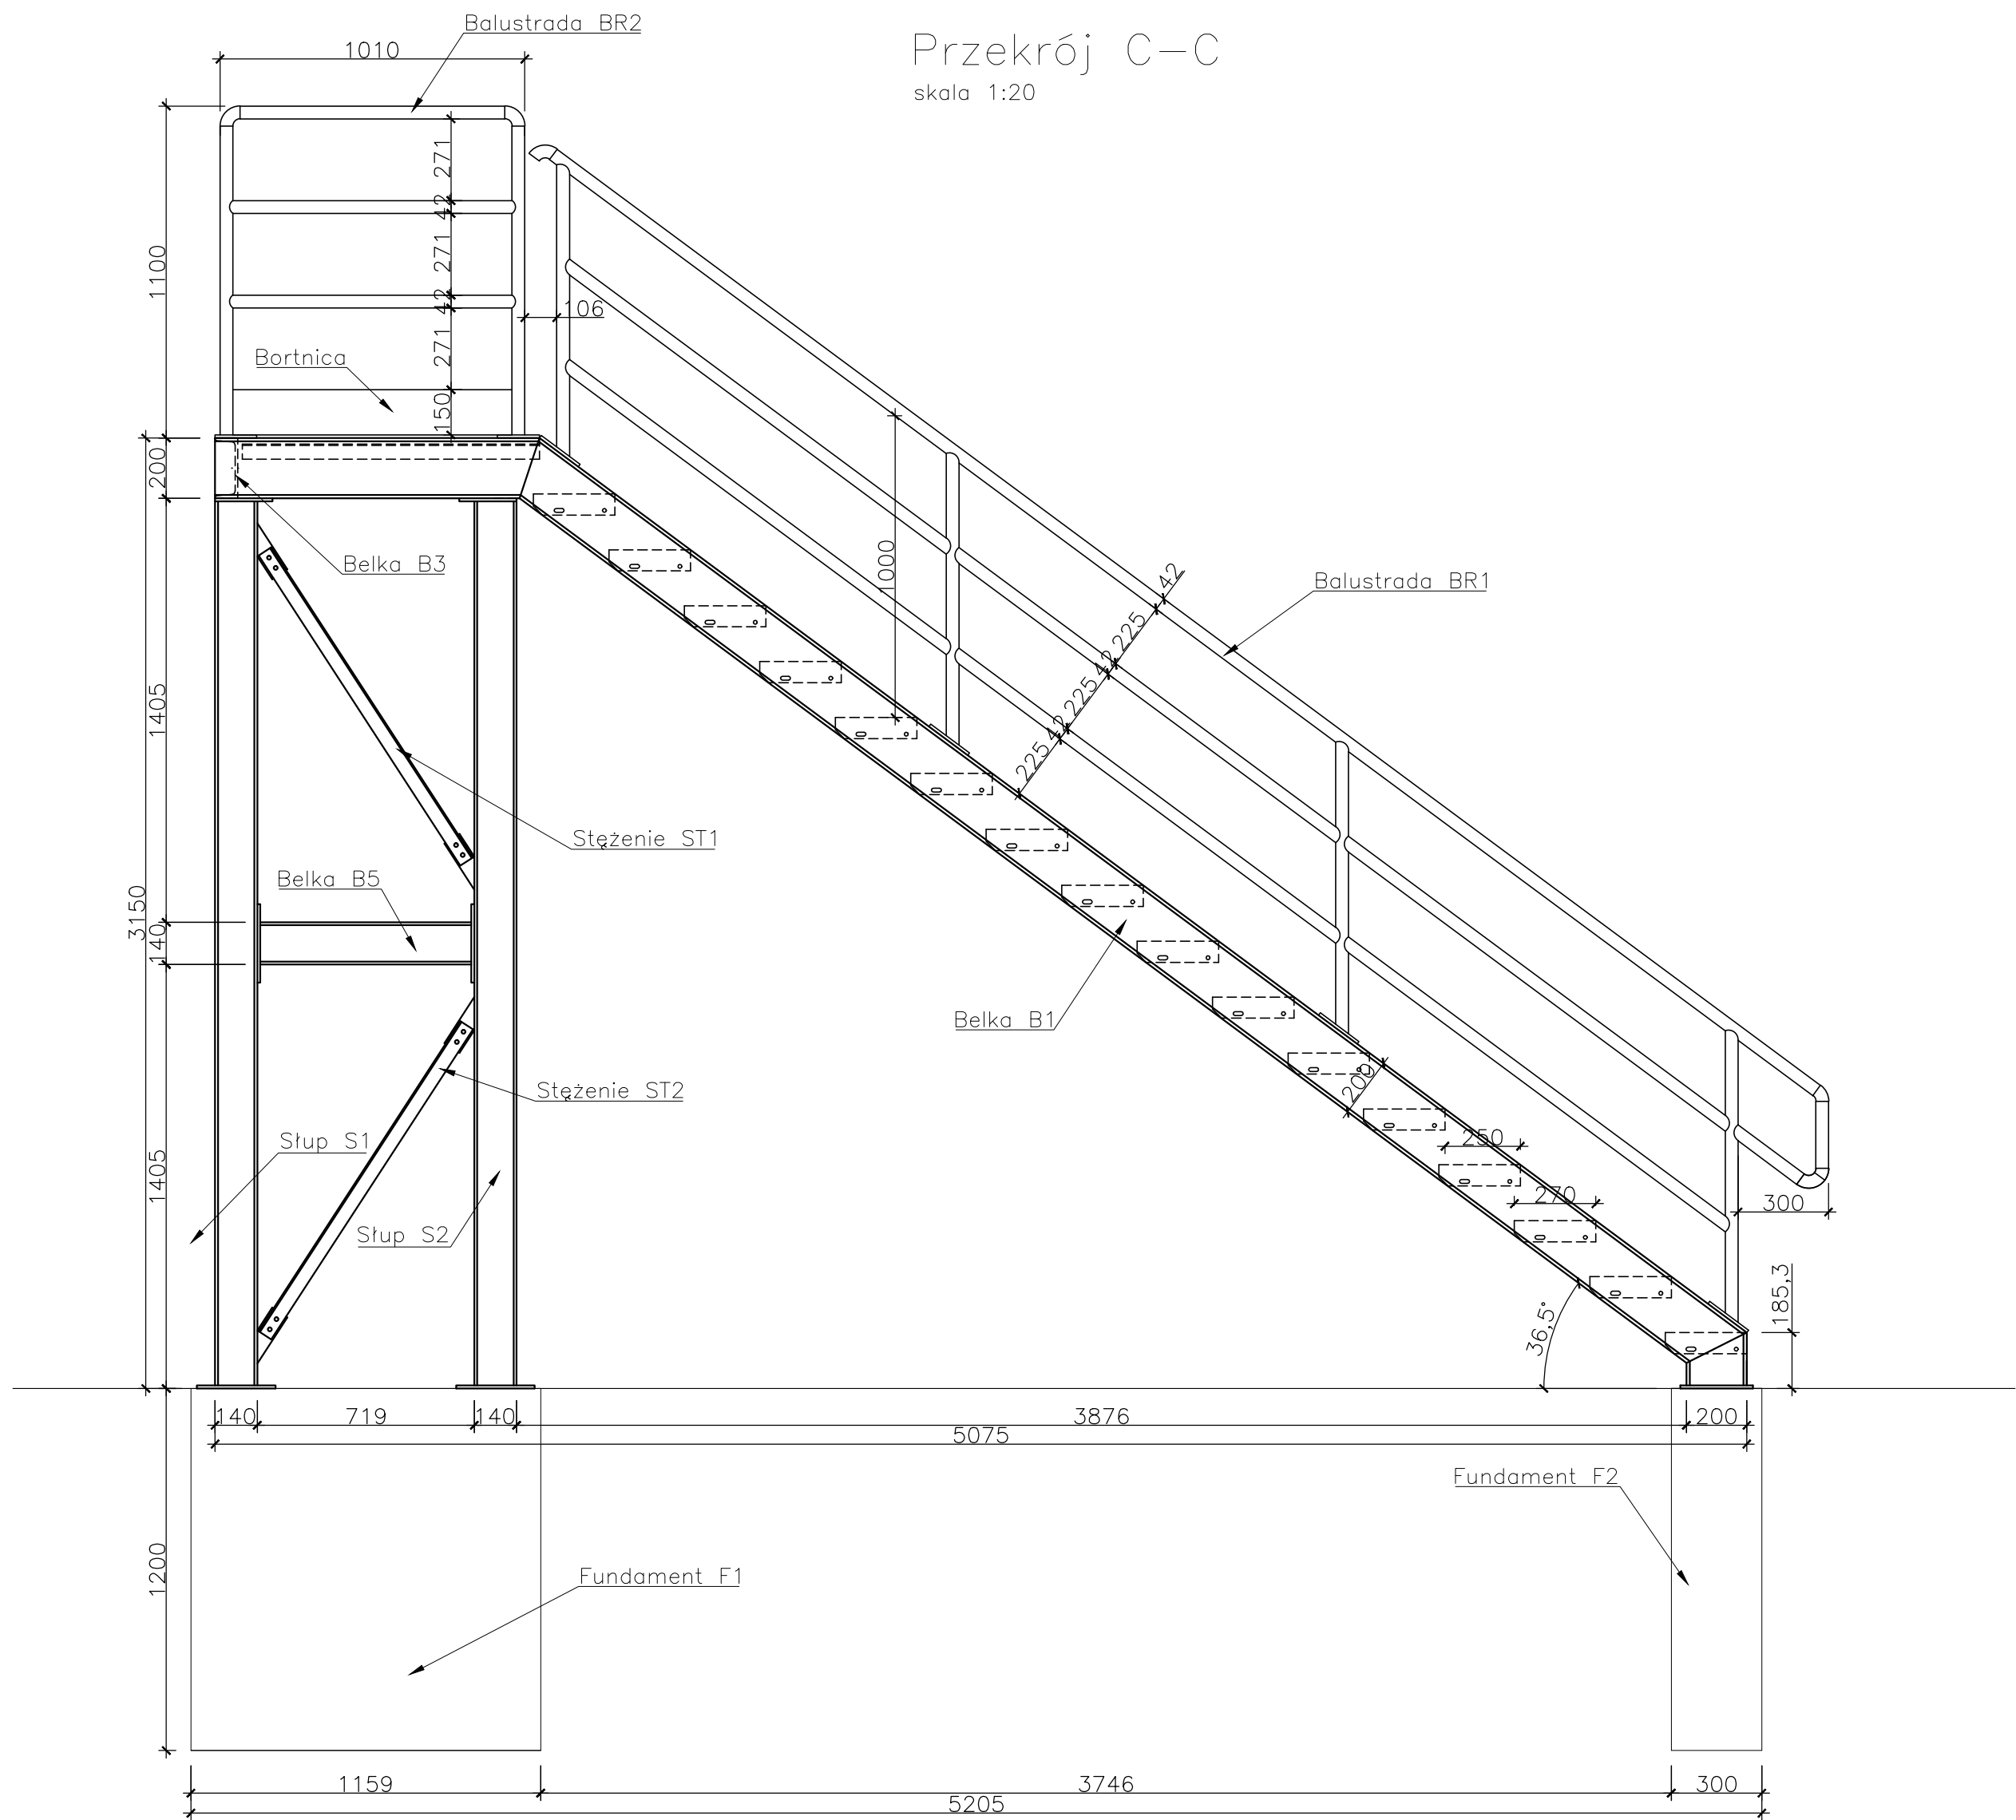 Balustrada BR2
Przekrój C-C
skala 1:20
1010
271
42
271
42
271
150
1100
106
Bortnica
200
Belka B3
1000
42
225
42
225
42
225
Balustrada BR1
1405
Stężenie ST1
Belka B5
3150
140
Belka B1
200
Stężenie ST2
Słup S1
250
1405
270
300
Słup S2
185,3
36,5°
140
719
140
3876
200
5075
Fundament F2
1200
Fundament F1
1159
3746
300
5205